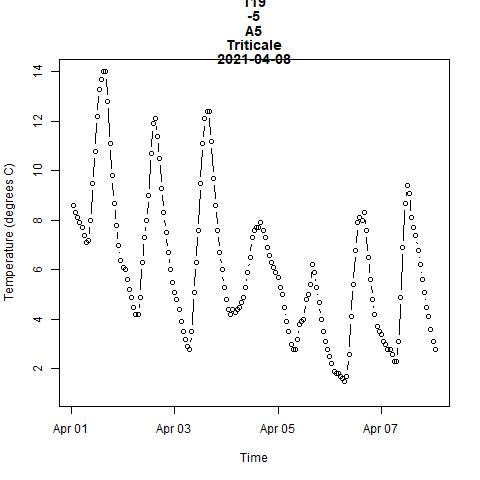 T19
-5
A5
Triticale
2021-04-08
Temperature (degrees C)
14
12
10
8
6
4
2
Apr 01
Apr 03
Apr 05
Apr 07
Time